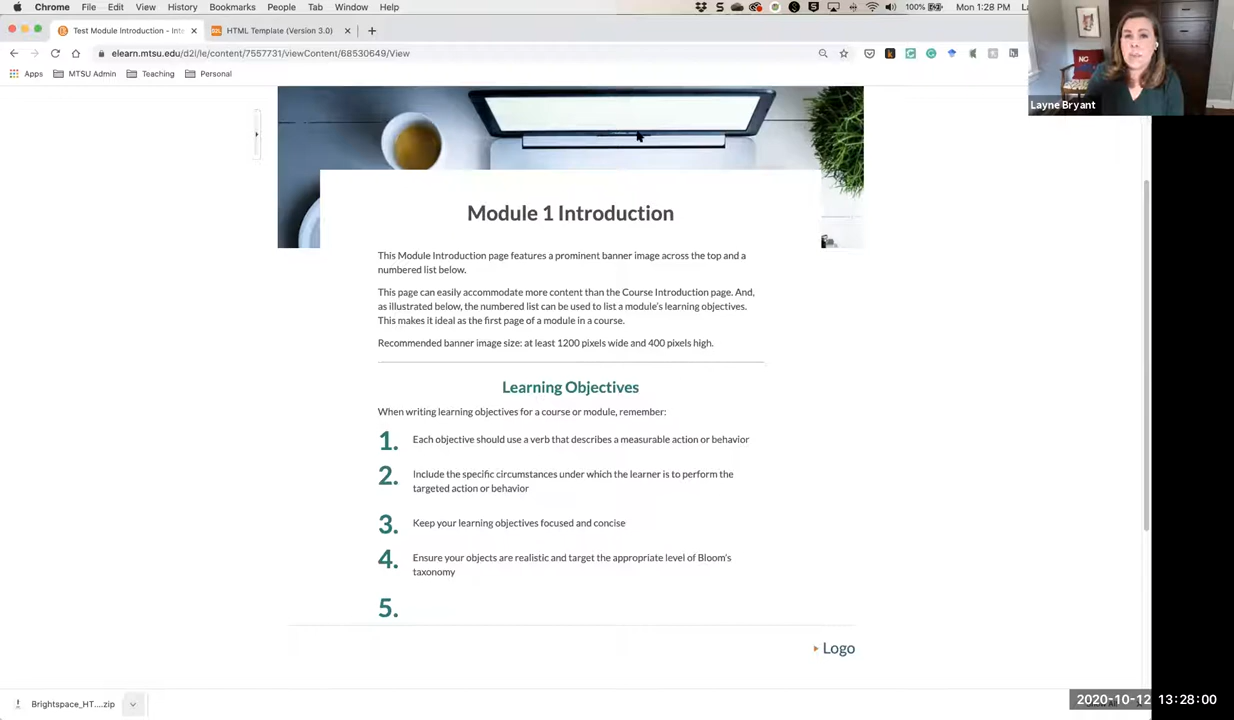 Chrome File Edit View History Bookmarks People Tab Window Help 100% Mon 1:28 PM
Test Module Introduction - Inte HTML Template (Version 3.0)
elearn.mtsu.edu/d2l/le/content/7557731/viewContent/68530649/View
Apps MTSU Admin Teaching Personal
Layne Bryant
Module 1 Introduction
This Module Introduction page features a prominent banner image across the top and a
numbered list below.
This page can easily accommodate more content than the Course Introduction page. And,
as illustrated below, the numbered list can be used to list a module's learning objectives.
This makes it ideal as the first page of a module in a course.
Recommended banner image size: at least 1200 pixels wide and 400 pixels high.
Learning Objectives
When writing learning objectives for a course or module, remember:
1. Each objective should use a verb that describes a measurable action or behavior
2. Include the specific circumstances under which the learner is to perform the
targeted action or behavior
3. Keep your learning objectives focused and concise
4. Ensure your objects are realistic and target the appropriate level of Bloom's
taxonomy
5.
Logo
Brightspace_HT....zip
2020-10-12 13:28:00